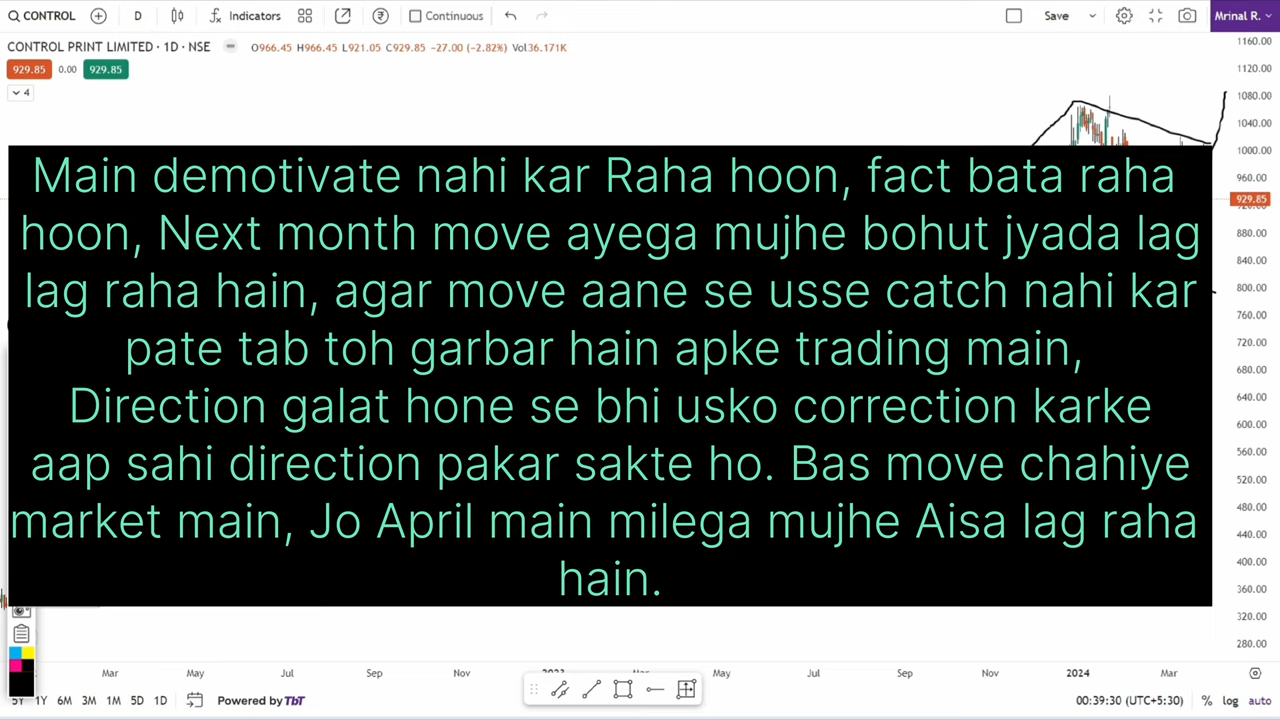 CONTROL
D
Indicators
Continuous
Save
Mrinal R.
CONTROL PRINT LIMITED · 1D · NSE
O966.45 H966.45 L921.05 C929.85 -27.00 (-2.82%) Vol36.171K
929.85 0.00 929.85
4
Main demotivate nahi kar Raha hoon, fact bata raha
hoon, Next month move ayega mujhe bohut jyada lag
lag raha hain, agar move aane se usse catch nahi kar
pate tab toh garbar hain apke trading main,
Direction galat hone se bhi usko correction karke
aap sahi direction pakar sakte ho. Bas move chahiye
market main, Jo April main milega mujhe Aisa lag raha
hain.
1160.00
1120.00
1080.00
1040.00
1000.00
960.00
929.85
880.00
840.00
800.00
760.00
720.00
680.00
640.00
600.00
560.00
520.00
480.00
440.00
400.00
360.00
320.00
280.00
Mar May Jul Sep Nov May Jul Sep Nov 2024 Mar
5Y 1Y 6M 3M 1M 5D 1D Powered by TbT 00:39:30 (UTC+5:30) % log auto